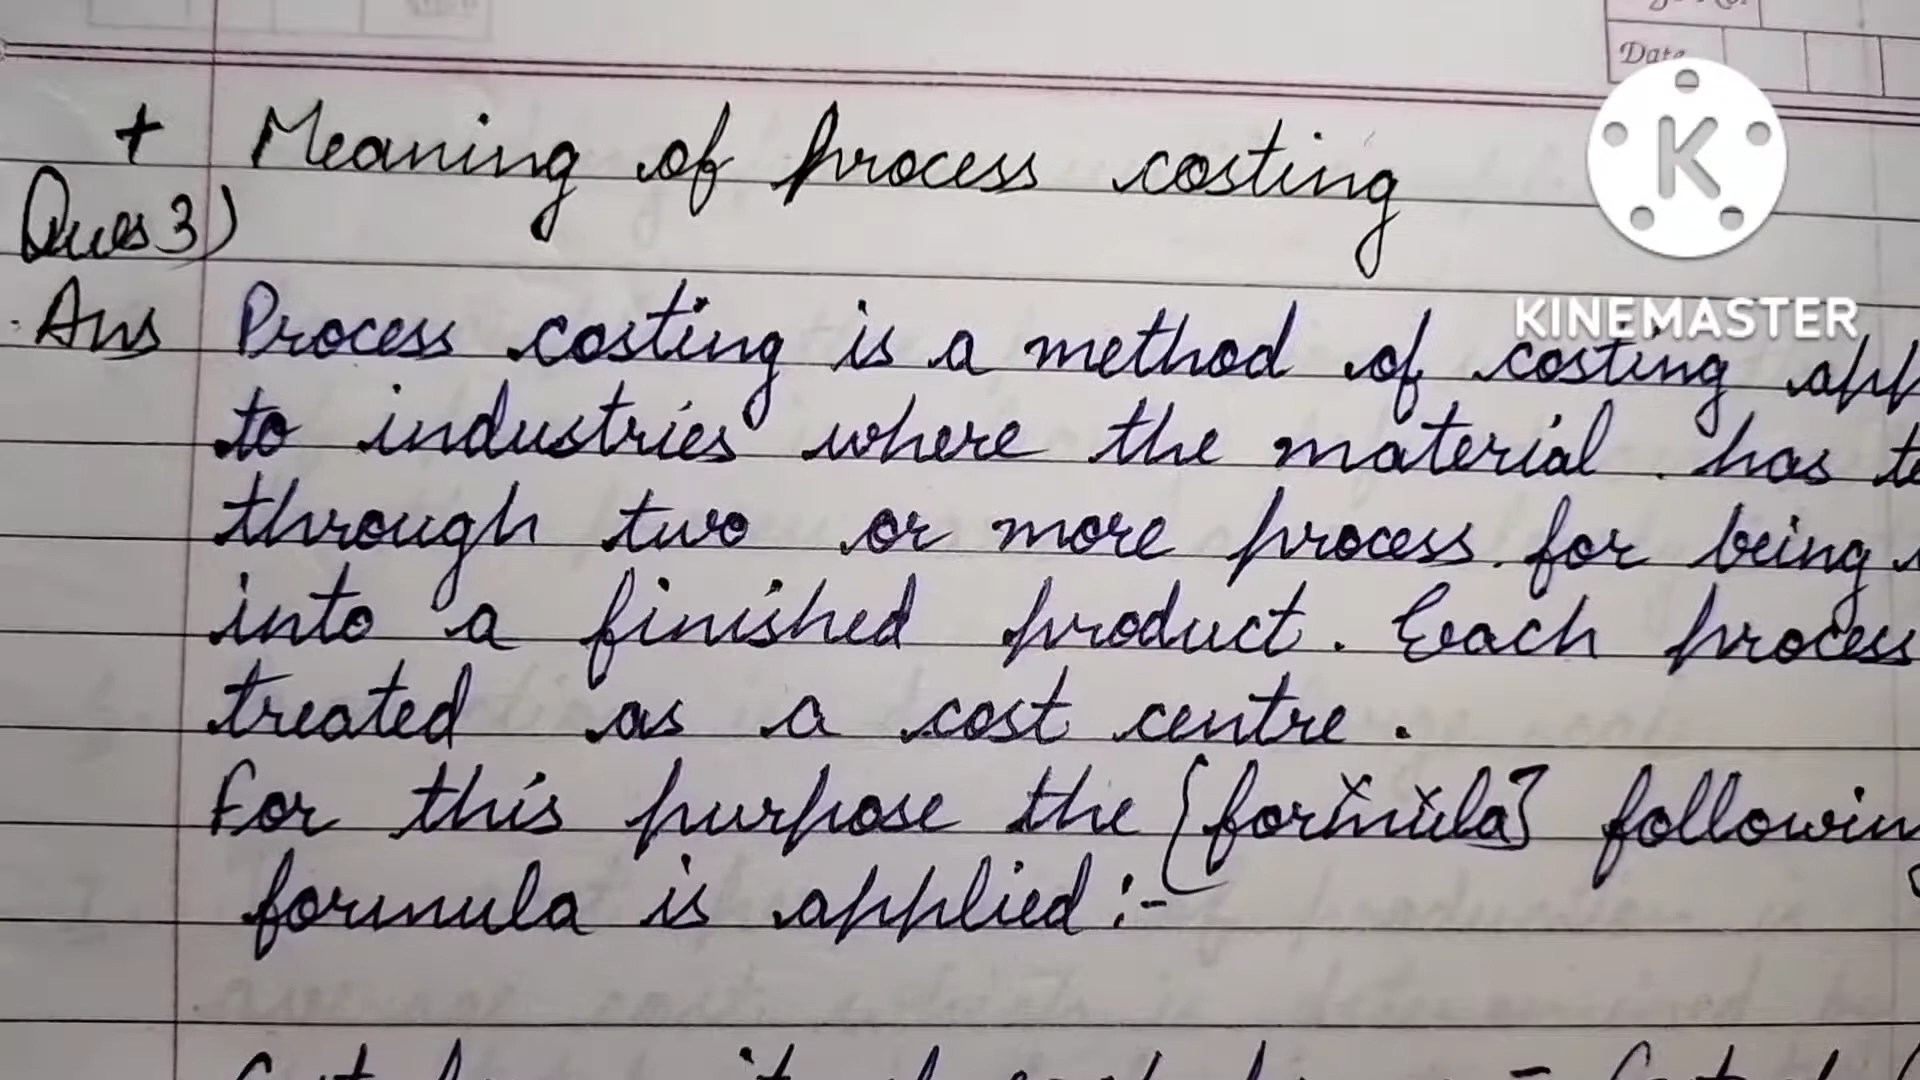 Date
+ Meaning of process costing
Ques 3)
Ans Process costing is a method of costing
to industries where the material has
through two or more process for being
into a finished product. Each process
treated as a cost centre.
For this purpose the [formula] following
formula is applied :-
KINEMASTER